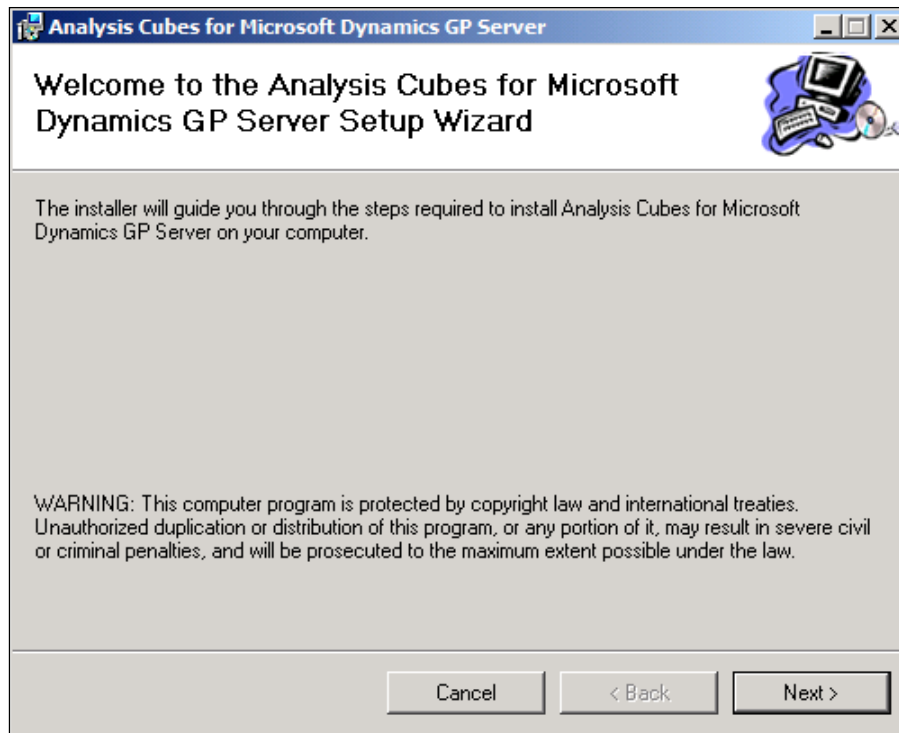 Analysis Cubes for Microsoft Dynamics GP Server
Welcome to the Analysis Cubes for Microsoft
Dynamics GP Server Setup Wizard
The installer will guide you through the steps required to install Analysis Cubes for Microsoft
Dynamics GP Server on your computer.
WARNING: This computer program is protected by copyright law and international treaties.
Unauthorized duplication or distribution of this program, or any portion of it, may result in severe civil
or criminal penalties, and will be prosecuted to the maximum extent possible under the law.
Cancel
< Back
Next >